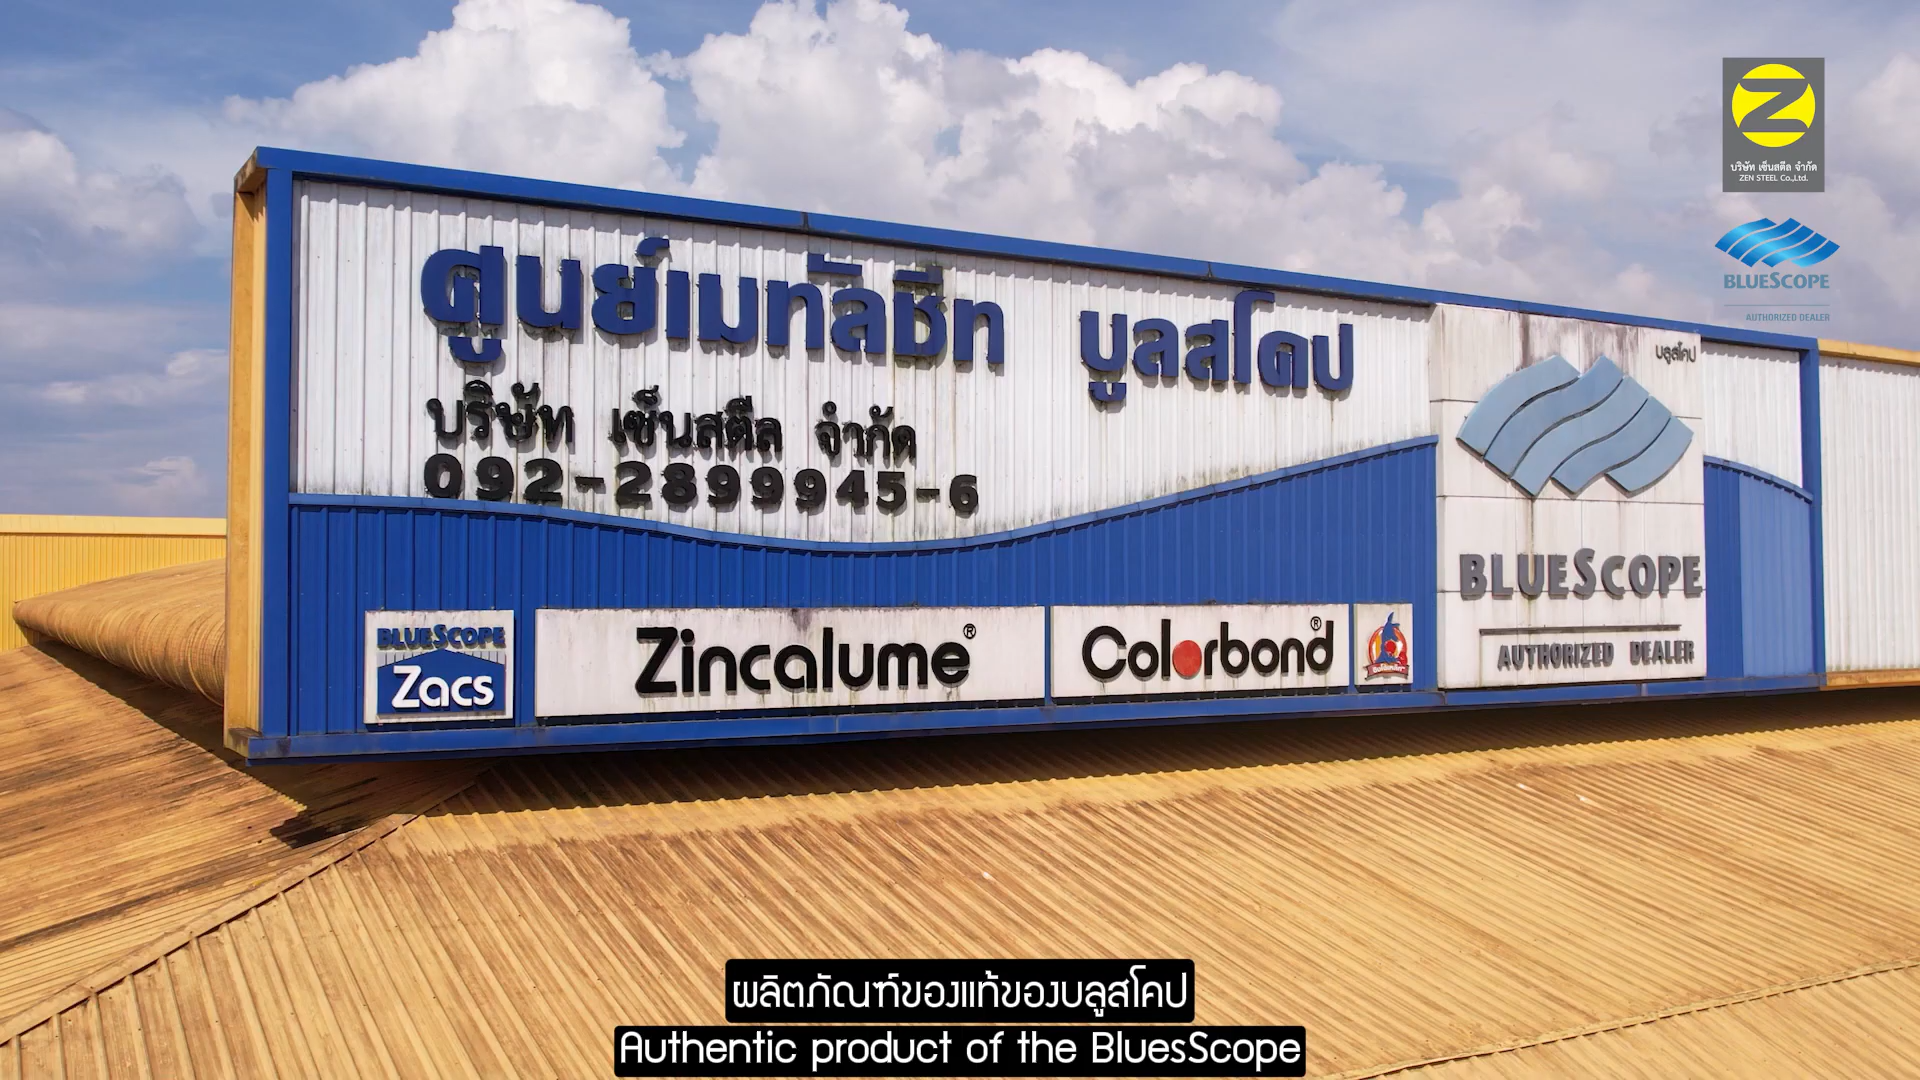 บริษัท เซ็นสตีล จำกัด
ZEN STEEL Co.,Ltd.
BLUESCOPE
AUTHORIZED DEALER
ศูนย์เมทัลชีท บูลสโคป
บริษัท เซ็นสตีล จำกัด
092-2899945-6
บลูสโคป
BLUESCOPE
AUTHORIZED DEALER
BLUESCOPE
Zacs
Zincalume®
Colorbond®
ผลิตภัณฑ์ของแท้ของบลูสโคป
Authentic product of the BluesScope